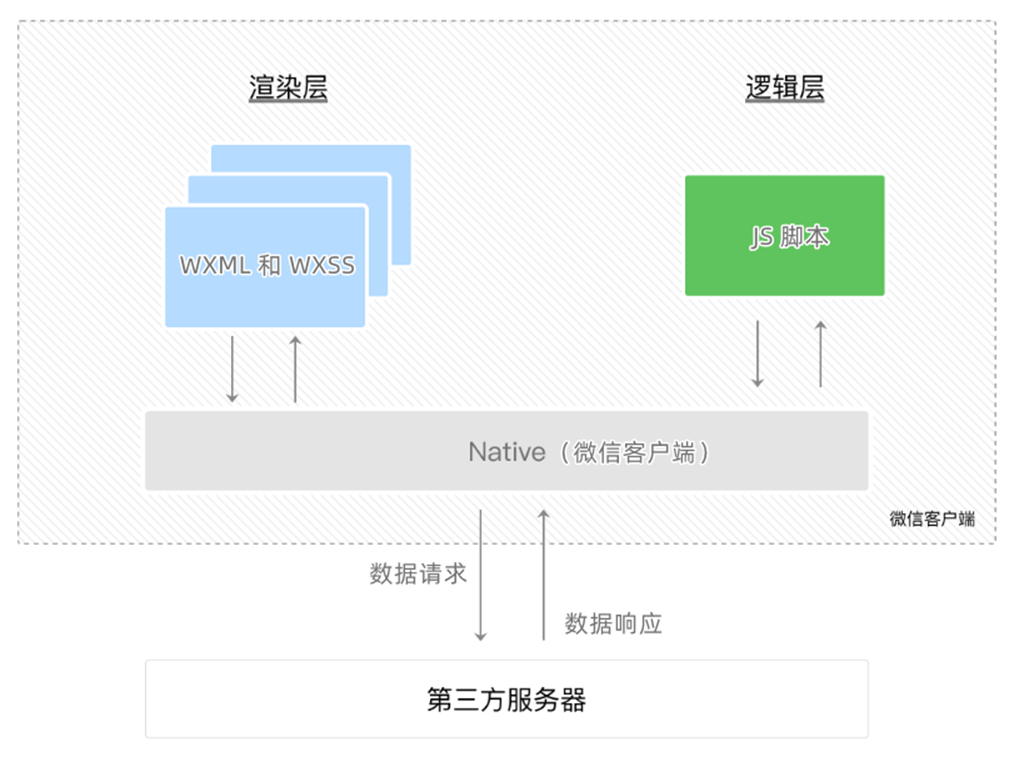 渲染层
逻辑层
WXML 和 WXSS
JS 脚本
Native（微信客户端）
微信客户端
数据请求
数据响应
第三方服务器